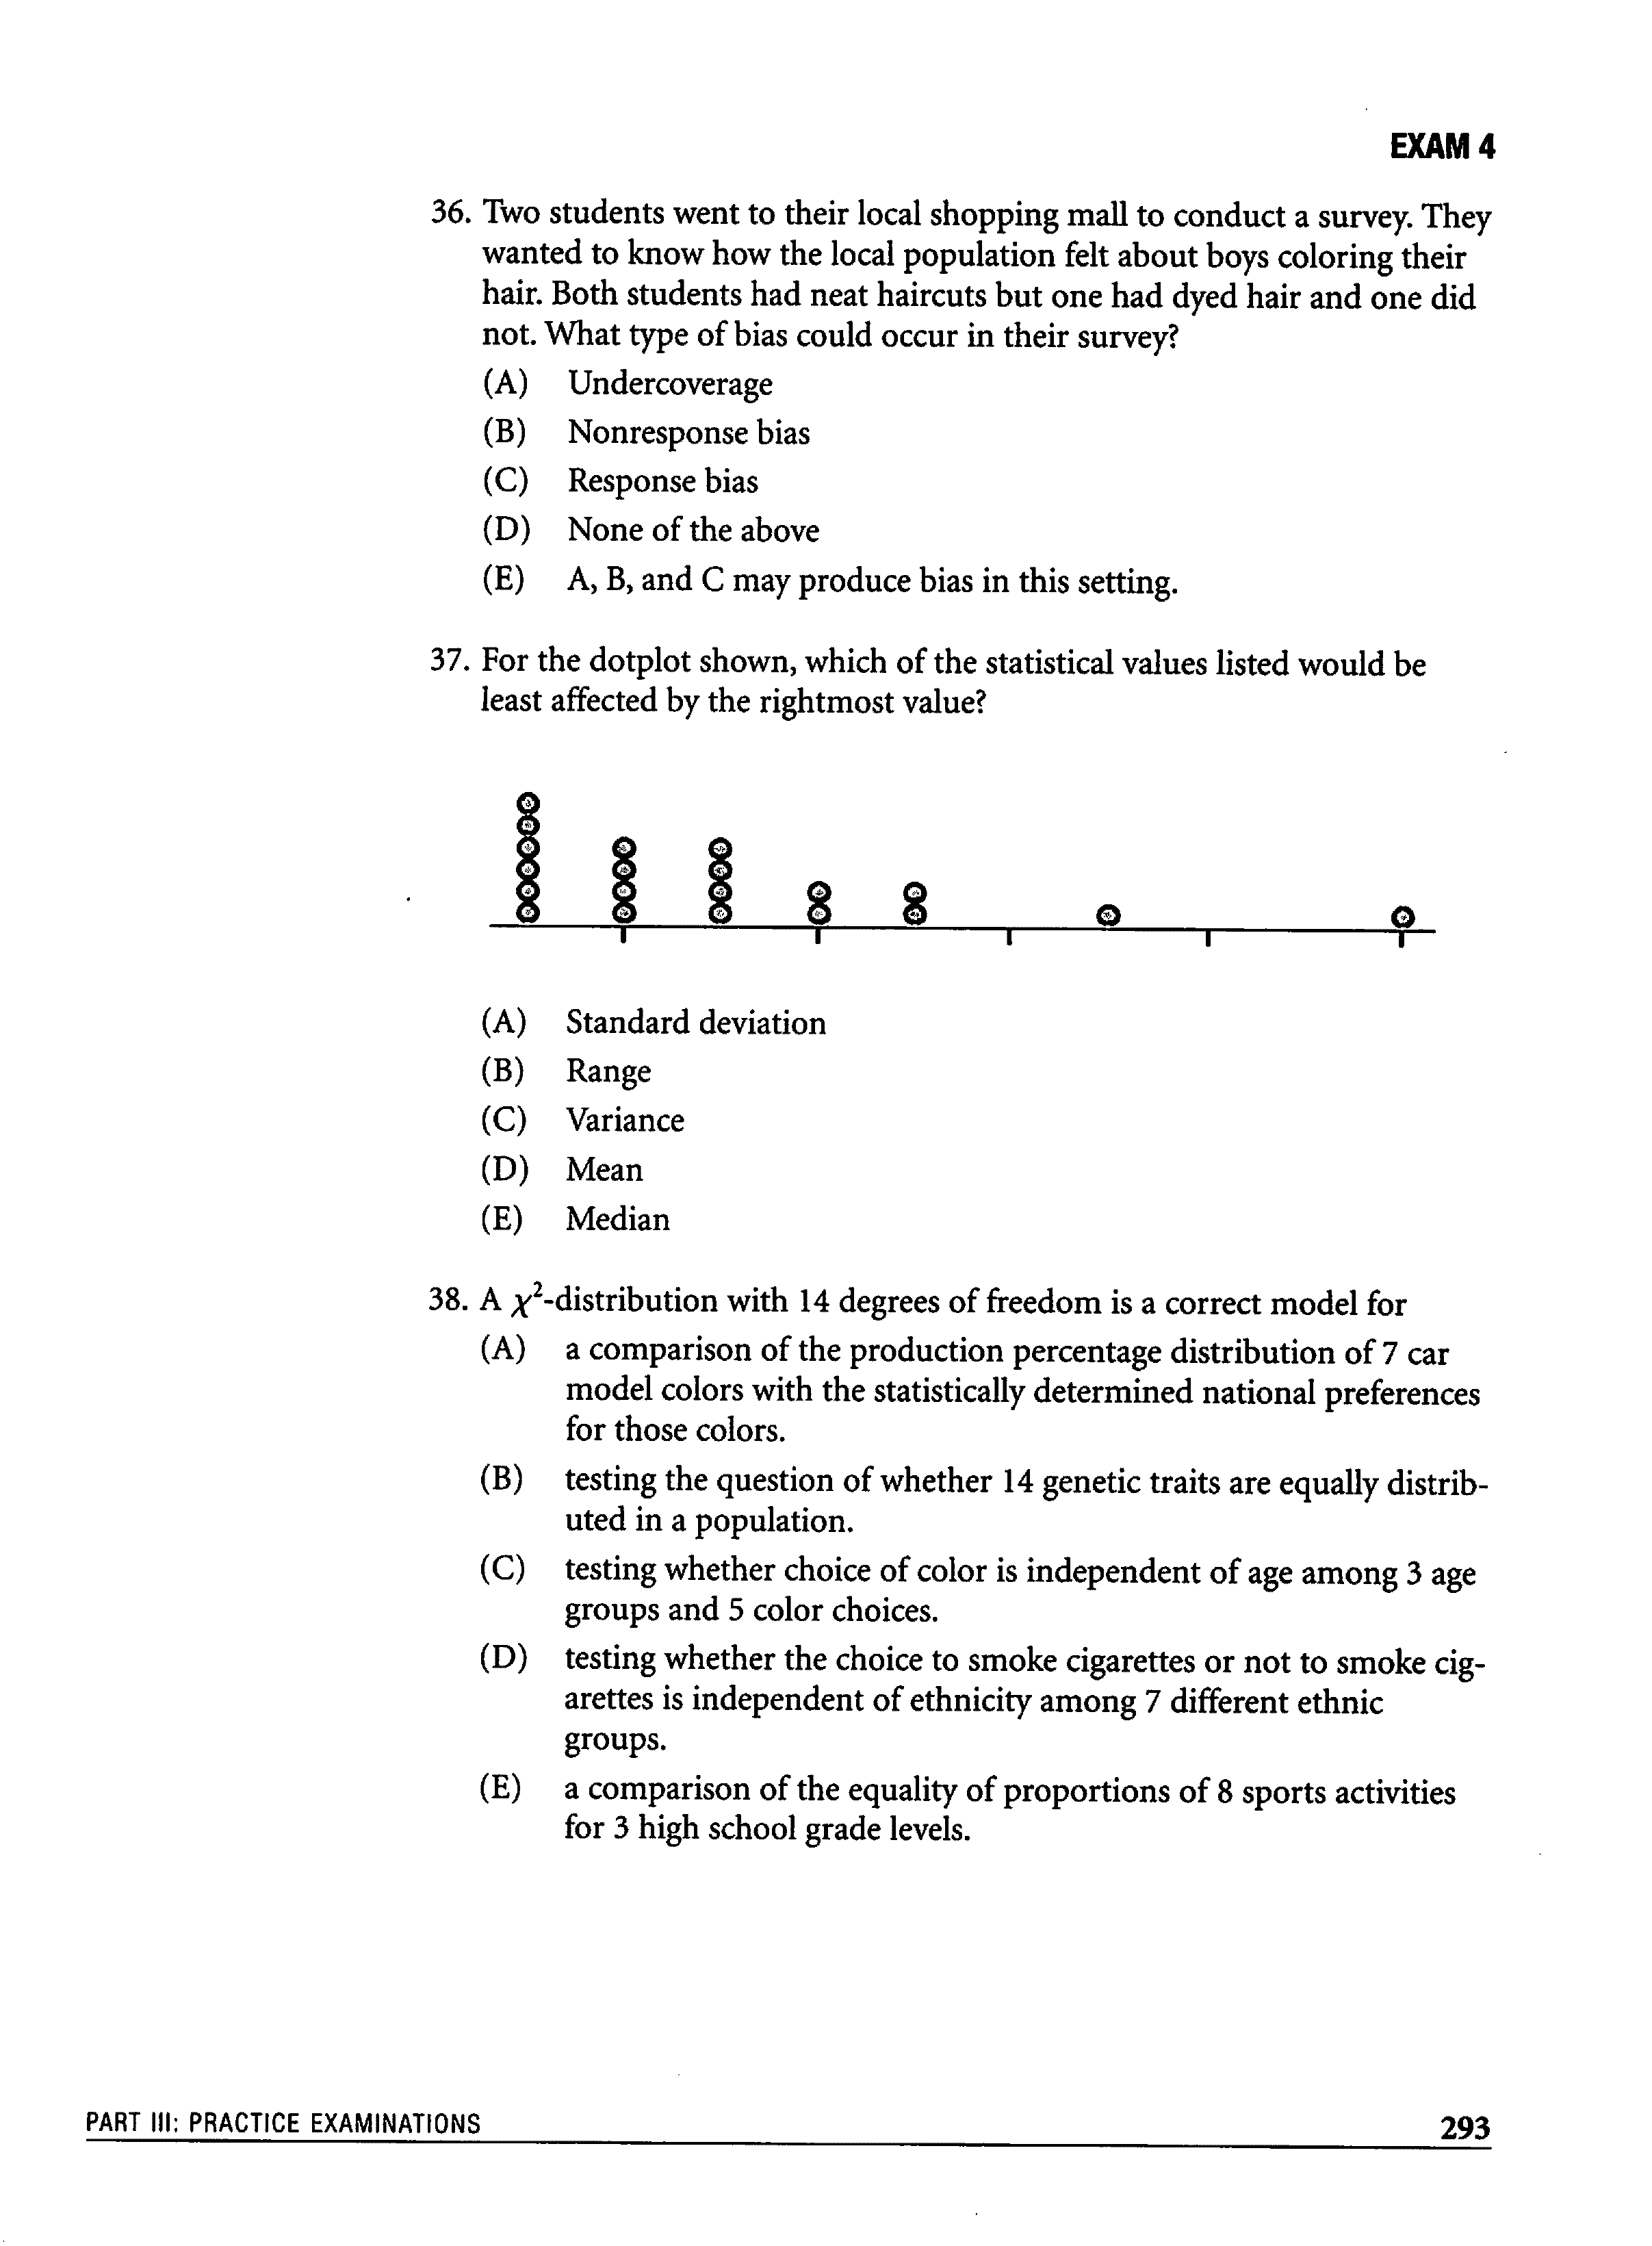 EXAM 4
36. Two students went to their local shopping mall to conduct a survey. They
wanted to know how the local population felt about boys coloring their
hair. Both students had neat haircuts but one had dyed hair and one did
not. What type of bias could occur in their survey?
(A) Undercoverage
(B) Nonresponse bias
(C) Response bias
(D) None of the above
(E) A, B, and C may produce bias in this setting.
37. For the dotplot shown, which of the statistical values listed would be
least affected by the rightmost value?
(A) Standard deviation
(B) Range
(C) Variance
(D) Mean
(E) Median
38. A χ²-distribution with 14 degrees of freedom is a correct model for
(A) a comparison of the production percentage distribution of 7 car
model colors with the statistically determined national preferences
for those colors.
(B) testing the question of whether 14 genetic traits are equally distrib-
uted in a population.
(C) testing whether choice of color is independent of age among 3 age
groups and 5 color choices.
(D) testing whether the choice to smoke cigarettes or not to smoke cig-
arettes is independent of ethnicity among 7 different ethnic
groups.
(E) a comparison of the equality of proportions of 8 sports activities
for 3 high school grade levels.
PART III: PRACTICE EXAMINATIONS
293